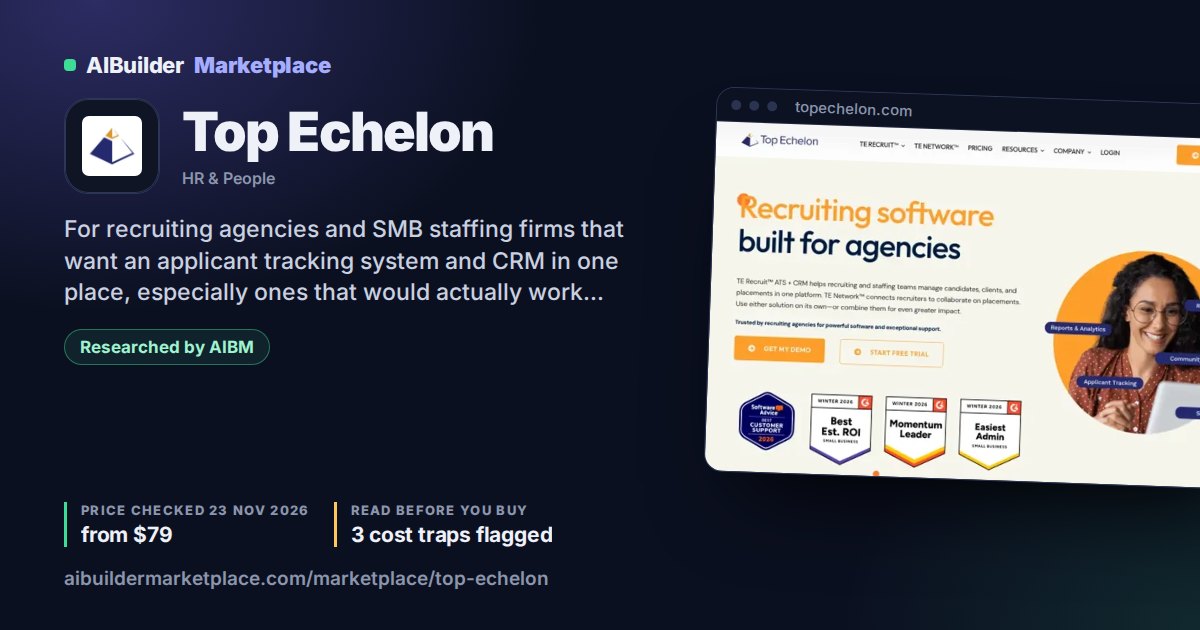 AIBuilder Marketplace
Top Echelon
HR & People
For recruiting agencies and SMB staffing firms that
want an applicant tracking system and CRM in one
place, especially ones that would actually work...
Researched by AIBM
PRICE CHECKED 23 NOV 2026
from $79
READ BEFORE YOU BUY
3 cost traps flagged
aibuildermarketplace.com/marketplace/top-echelon
topechelon.com
Top Echelon
TE RECRUIT™
TE NETWORK™
PRICING
RESOURCES
COMPANY
LOGIN
Recruiting software
built for agencies
TE Recruit™ ATS + CRM helps recruiting and staffing teams manage candidates, clients, and
placements in one platform. TE Network™ connects recruiters to collaborate on placements.
Use either solution on its own—or combine them for even greater impact.
Trusted by recruiting agencies for powerful software and exceptional support.
GET MY DEMO
START FREE TRIAL
Reports & Analytics
Applicant Tracking
Software
Advice
BEST
CUSTOMER
SUPPORT
2026
WINTER 2026
Best
Est. ROI
SMALL BUSINESS
WINTER 2026
Momentum
Leader
WINTER 2026
Easiest
Admin
SMALL BUSINESS